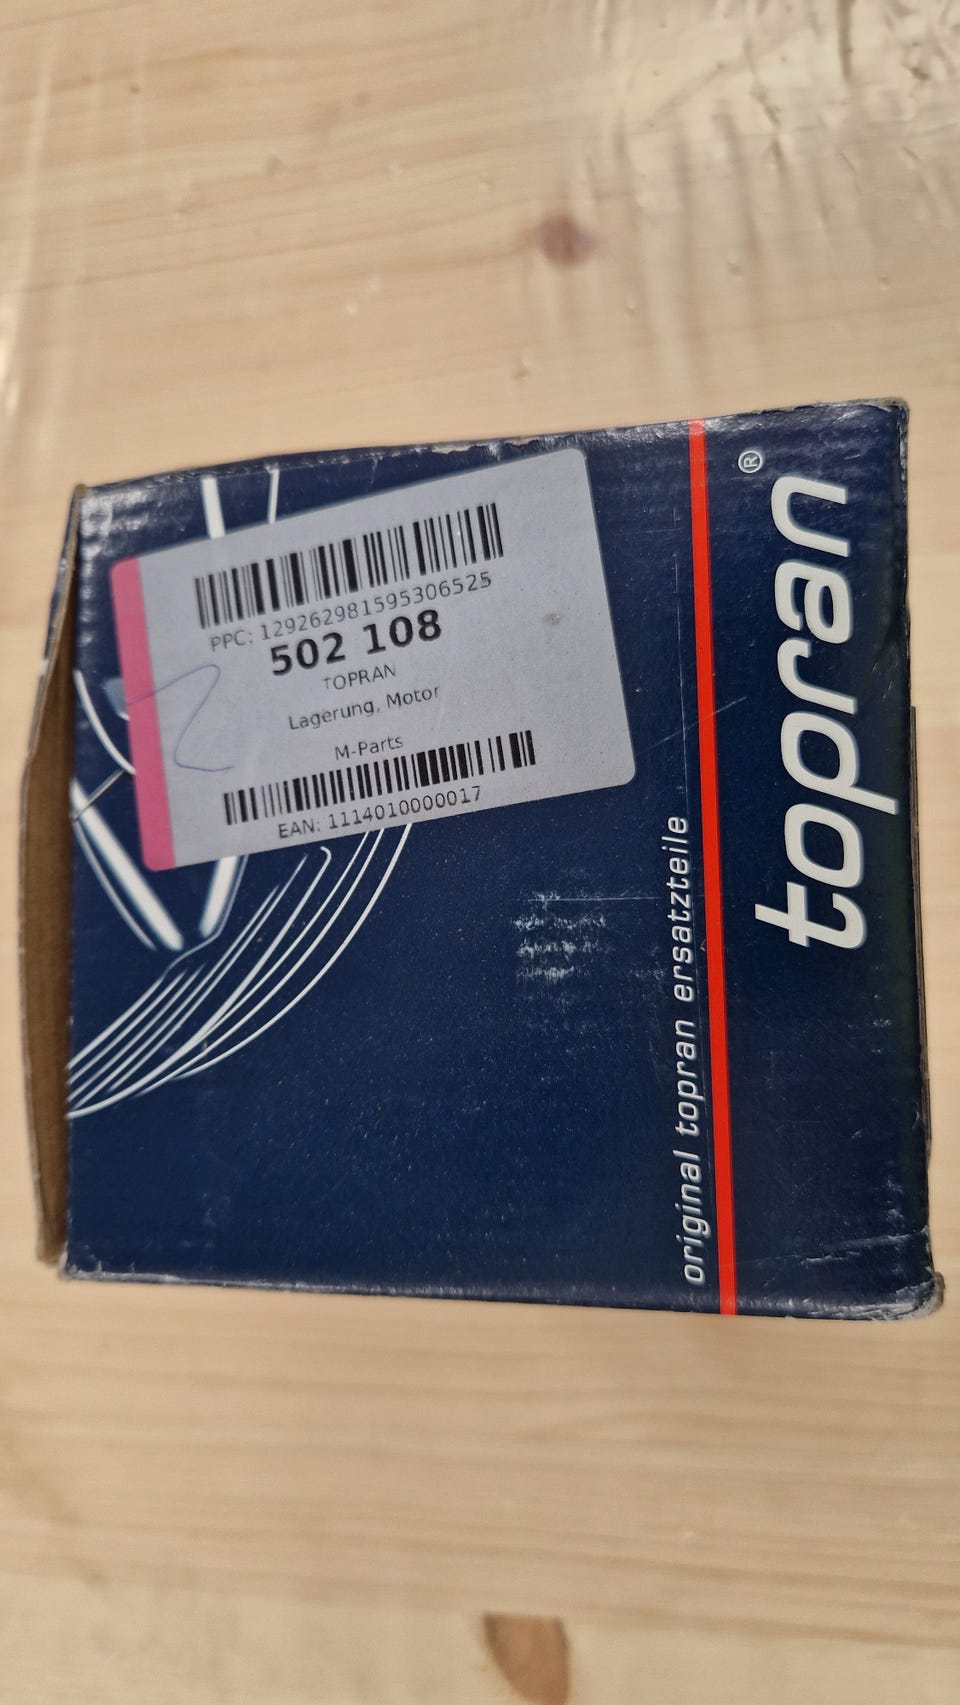 PPC: 129262981595306525
502 108
TOPRAN
Lagerung, Motor
M-Parts
EAN: 1114010000017
original topran ersatzteile
topran®